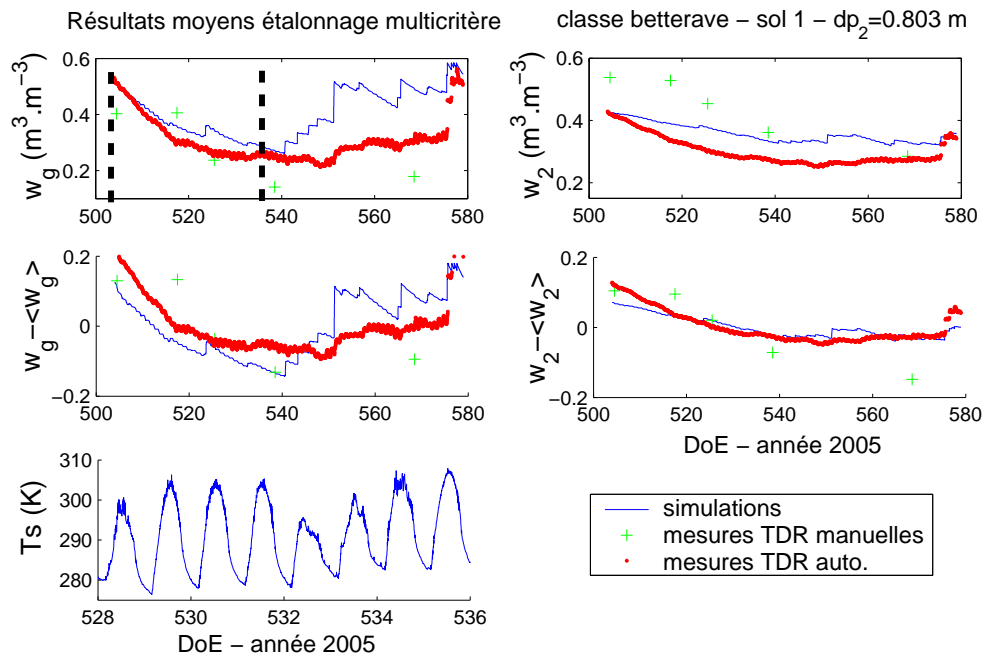 Résultats moyens étalonnage multicritère
classe betterave − sol 1 − dp2=0.803 m
wg (m3.m−3)
0.6
0.4
0.2
500 520 540 560 580
w2 (m3.m−3)
0.6
0.4
0.2
500 520 540 560 580
wg−<wg>
0.2
0
−0.2
500 520 540 560 580
w2−<w2>
0.2
0
−0.2
500 520 540 560 580
DoE − année 2005
Ts (K)
310
300
290
280
528 530 532 534 536
DoE − année 2005
simulations
mesures TDR manuelles
mesures TDR auto.